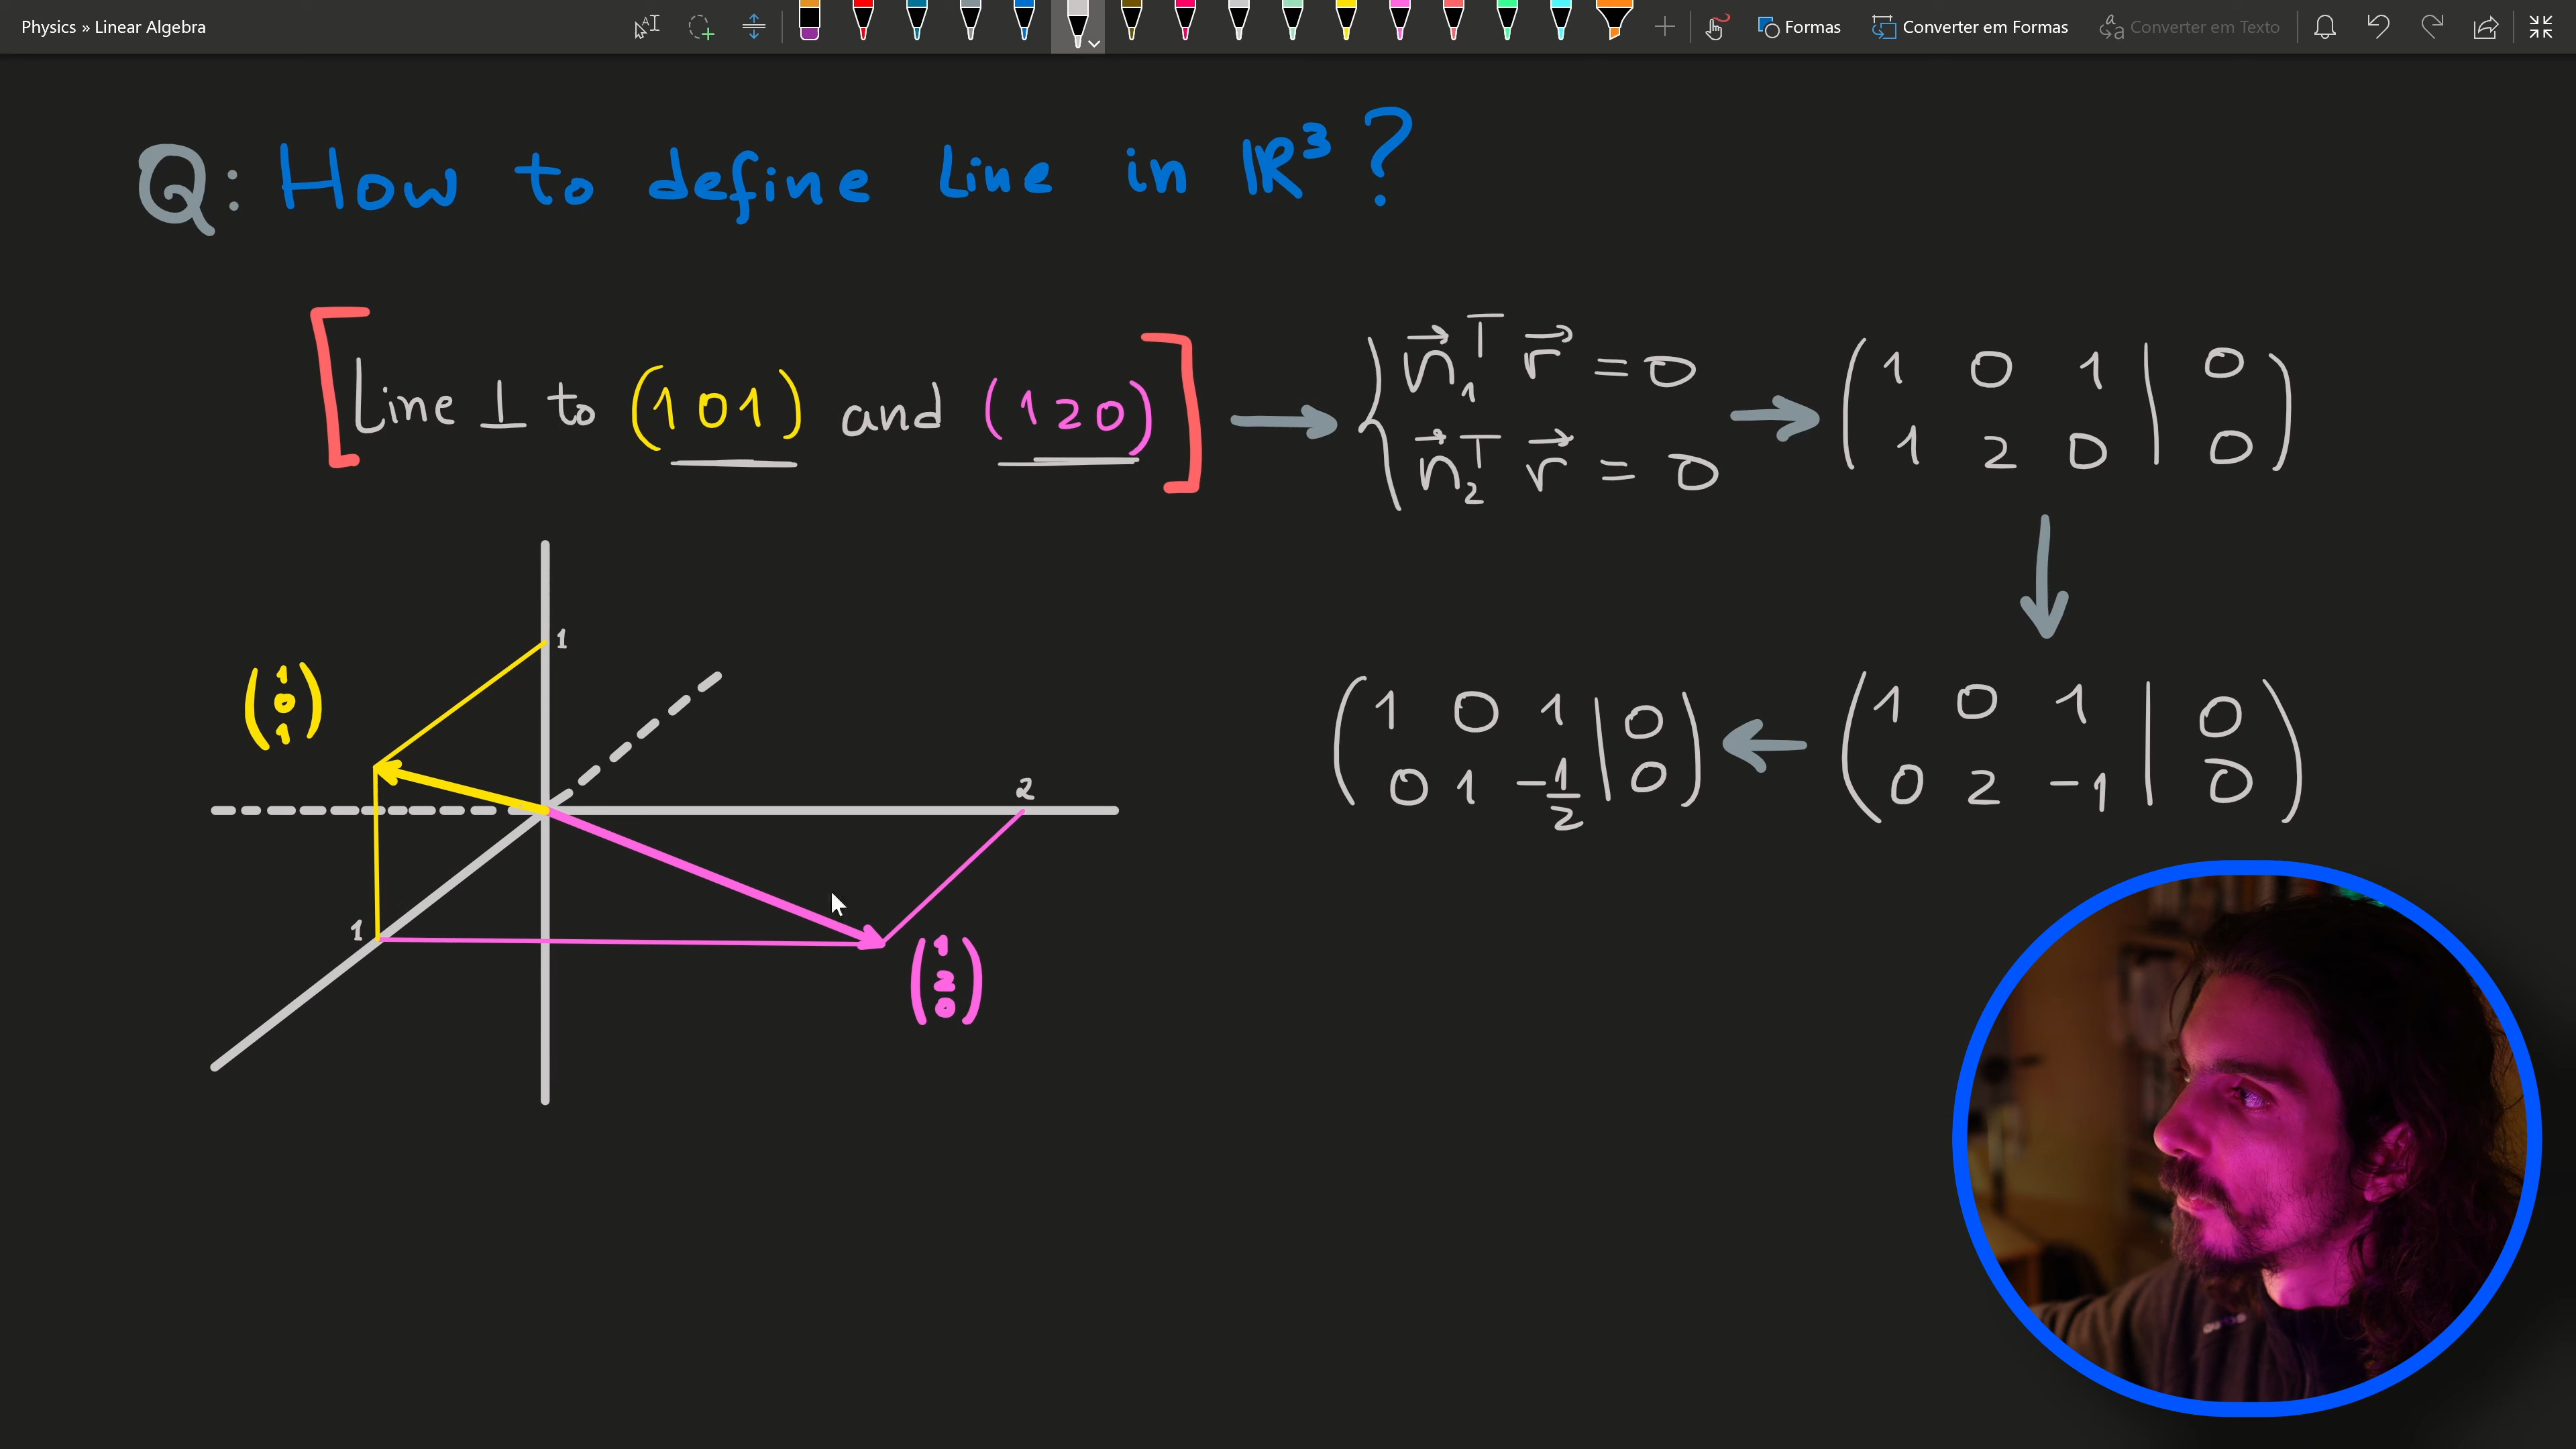 Physics » Linear Algebra
Formas
Converter em Formas
Converter em Texto
Q: How to define Line in ℝ³ ?
[Line ⊥ to (1 0 1) and (1 2 0)] → { n⃗₁ᵀ r⃗ = 0
n⃗₂ᵀ r⃗ = 0
→ (1 0 1 | 0)
(1 2 0 | 0)
↓
(1 0 1 | 0)
(0 2 -1 | 0)
←
(1 0 1 | 0)
(0 1 -1/2 | 0)
1
(1
0
1)
2
1
(1
2
0)